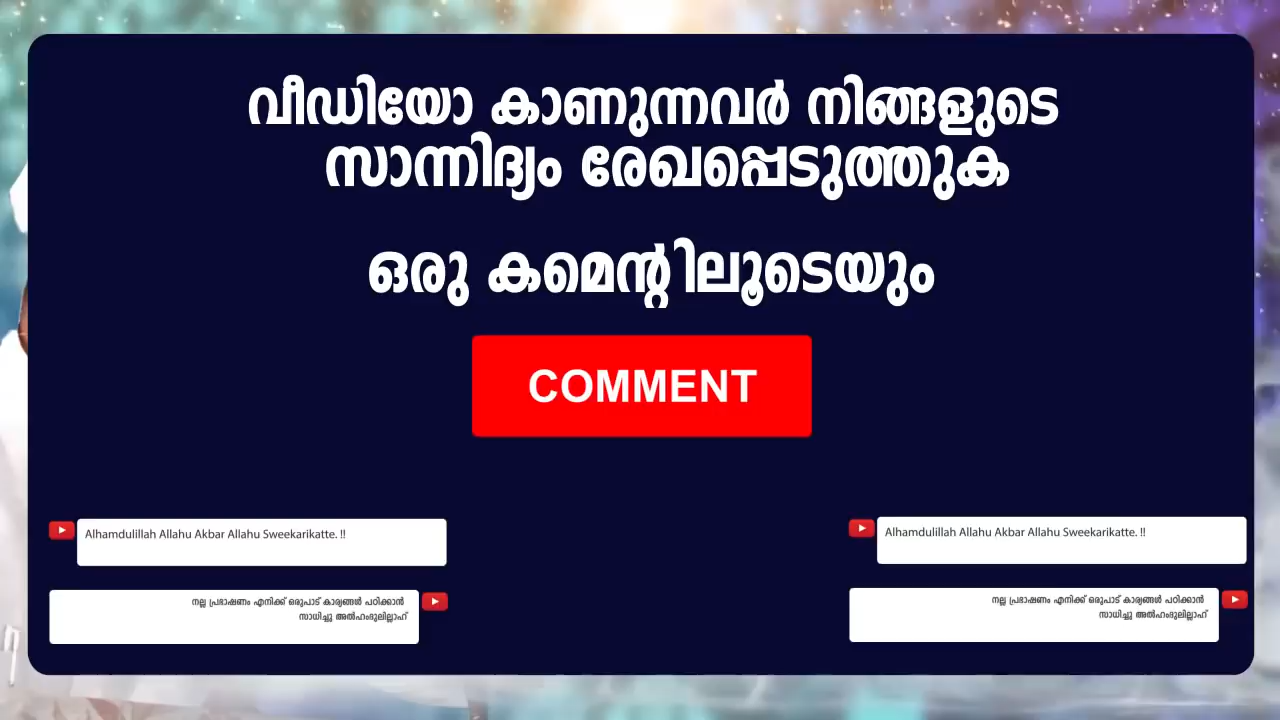 വീഡിയോ കാണുന്നവർ നിങ്ങളുടെ
സാന്നിദ്യം രേഖപ്പെടുത്തുക
ഒരു കമെന്റിലൂടെയും
COMMENT
Alhamdulillah Allahu Akbar Allahu Sweekarikatte. !!
Alhamdulillah Allahu Akbar Allahu Sweekarikatte. !!
നല്ല പ്രഭാഷണം എനിക്ക് ഒരുപാട് കാര്യങ്ങൾ പഠിക്കാൻ
സാധിച്ചു അൽഹംദുലില്ലാഹ്
നല്ല പ്രഭാഷണം എനിക്ക് ഒരുപാട് കാര്യങ്ങൾ പഠിക്കാൻ
സാധിച്ചു അൽഹംദുലില്ലാഹ്